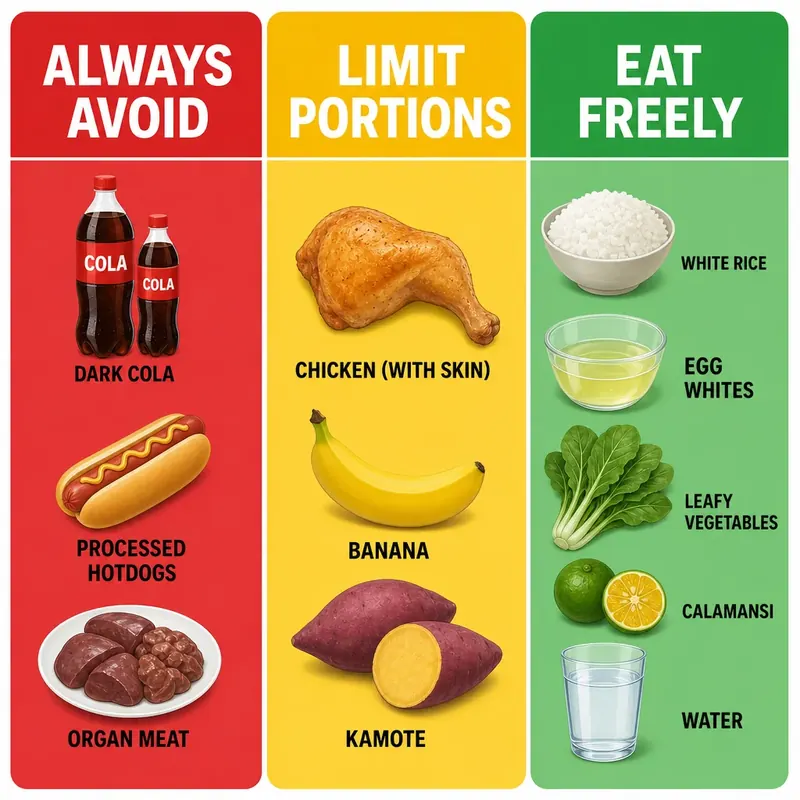 ALWAYS
AVOID
COLA
COLA
DARK COLA
PROCESSED
HOTDOGS
ORGAN MEAT
LIMIT
PORTIONS
CHICKEN (WITH SKIN)
BANANA
KAMOTE
EAT
FREELY
WHITE RICE
EGG
WHITES
LEAFY
VEGETABLES
CALAMANSI
WATER